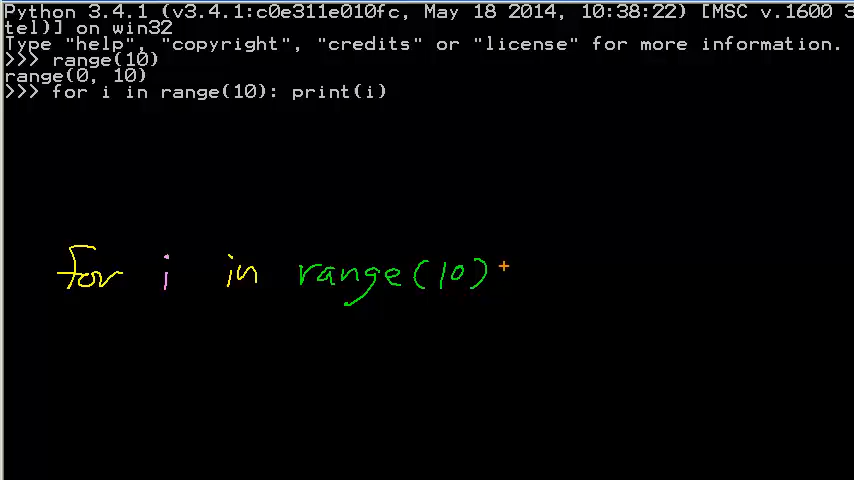 Python 3.4.1 (v3.4.1:c0e311e010fc, May 18 2014, 10:38:22) [MSC v.1600 3
tel)] on win32
Type "help", "copyright", "credits" or "license" for more information.
>>> range(10)
range(0, 10)
>>> for i in range(10): print(i)
for i in range(10)